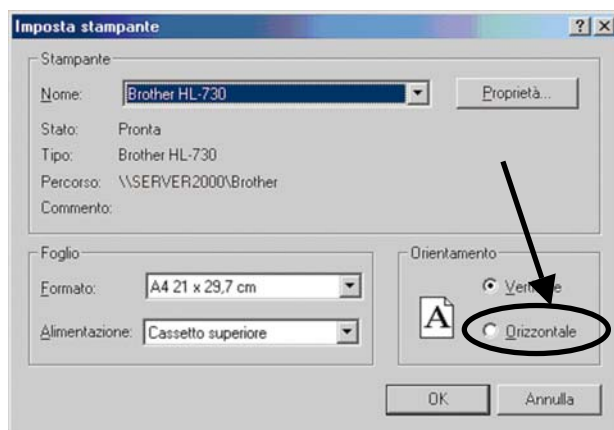 Imposta stampante
Stampante
Nome: Brother HL-730 Proprietà...
Stato: Pronta
Tipo: Brother HL-730
Percorso: \\SERVER2000\Brother
Commento:
Foglio
Formato: A4 21 x 29,7 cm
Alimentazione: Cassetto superiore
Orientamento
A
Orizzontale
OK Annulla